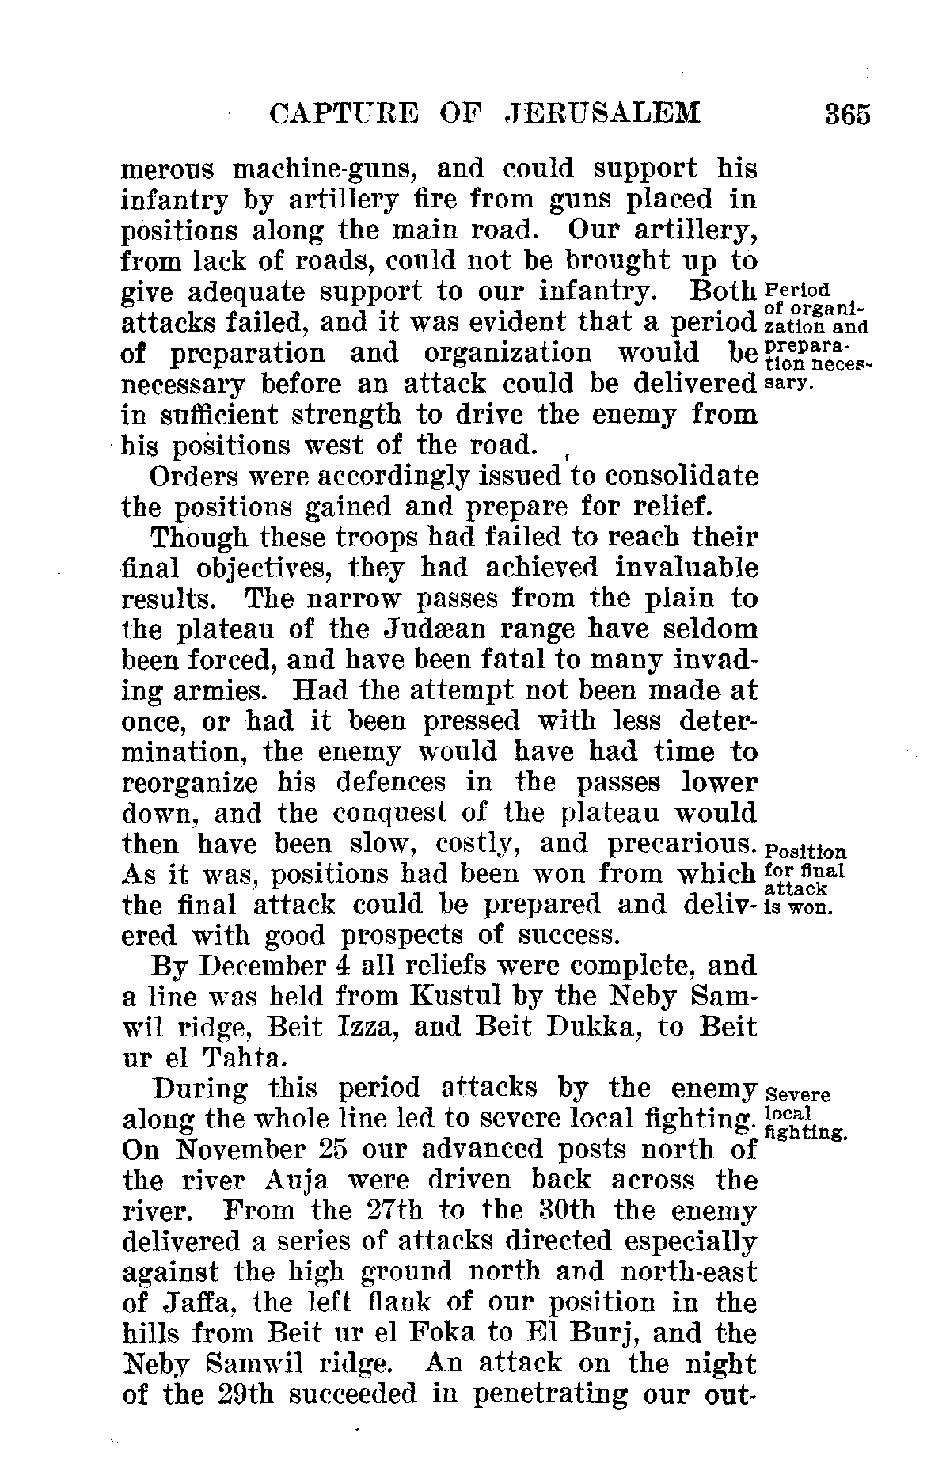 CAPTURE OF JERUSALEM 365
merous machine-guns, and could support his
infantry by artillery fire from guns placed in
positions along the main road. Our artillery,
from lack of roads, could not be brought up to
give adequate support to our infantry. Both
attacks failed, and it was evident that a period
of preparation and organization would be
necessary before an attack could be delivered
in sufficient strength to drive the enemy from
his positions west of the road.
Period
of organi-
zation and
prepara-
tion neces-
sary.
Orders were accordingly issued to consolidate
the positions gained and prepare for relief.
Though these troops had failed to reach their
final objectives, they had achieved invaluable
results. The narrow passes from the plain to
the plateau of the Judæan range have seldom
been forced, and have been fatal to many invad-
ing armies. Had the attempt not been made at
once, or had it been pressed with less deter-
mination, the enemy would have had time to
reorganize his defences in the passes lower
down, and the conquest of the plateau would
then have been slow, costly, and precarious.
As it was, positions had been won from which
the final attack could be prepared and deliv-
ered with good prospects of success.
Position
for final
attack
is won.
By December 4 all reliefs were complete, and
a line was held from Kustul by the Neby Sam-
wil ridge, Beit Izza, and Beit Dukka, to Beit
ur el Tahta.
During this period attacks by the enemy
along the whole line led to severe local fighting.
On November 25 our advanced posts north of
the river Auja were driven back across the
river. From the 27th to the 30th the enemy
delivered a series of attacks directed especially
against the high ground north and north-east
of Jaffa, the left flank of our position in the
hills from Beit ur el Foka to El Burj, and the
Neby Samwil ridge. An attack on the night
of the 29th succeeded in penetrating our out-
Severe
local
fighting.